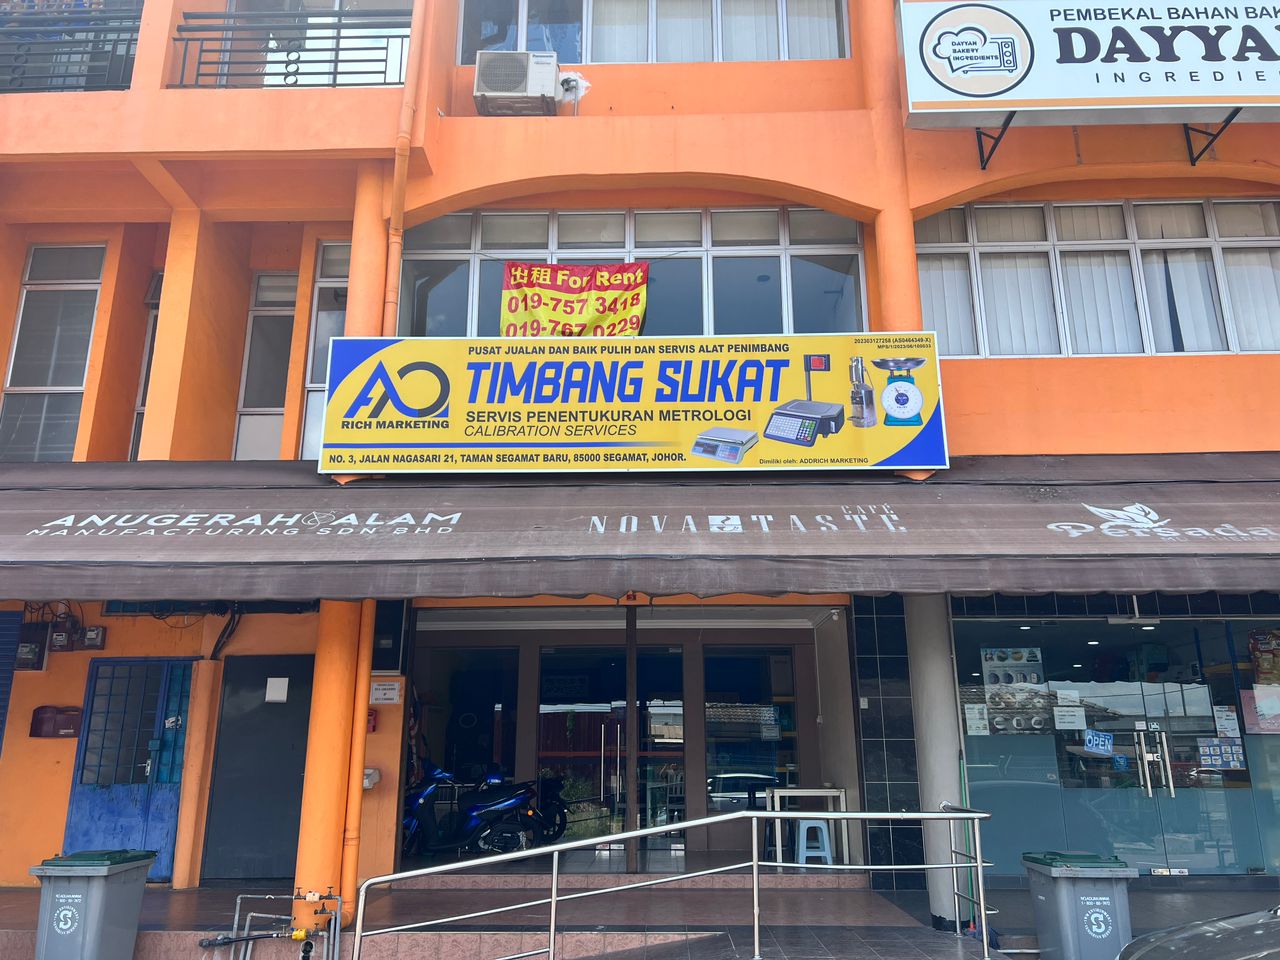 PEMBEKAL BAHAN BAK
DAYYA
INGREDIE
DAYYAN
BAKERY
INGREDIENTS
Panasonic
出租 For Rent
019-757 3418
019-767 0229
PUSAT JUALAN DAN BAIK PULIH DAN SERVIS ALAT PENIMBANG
202303127258 (AS0464349-X)
TIMBANG SUKAT
RICH MARKETING
SERVIS PENENTUKURAN METROLOGI
CALIBRATION SERVICES
NO. 3, JALAN NAGASARI 21, TAMAN SEGAMAT BARU, 85000 SEGAMAT, JOHOR.
Dimiliki oleh: ADDRICH MARKETING
ANUGERAH ALAM
MANUFACTURING SDN BHD
NOVA TASTE
CAFÉ
Persada
OPEN